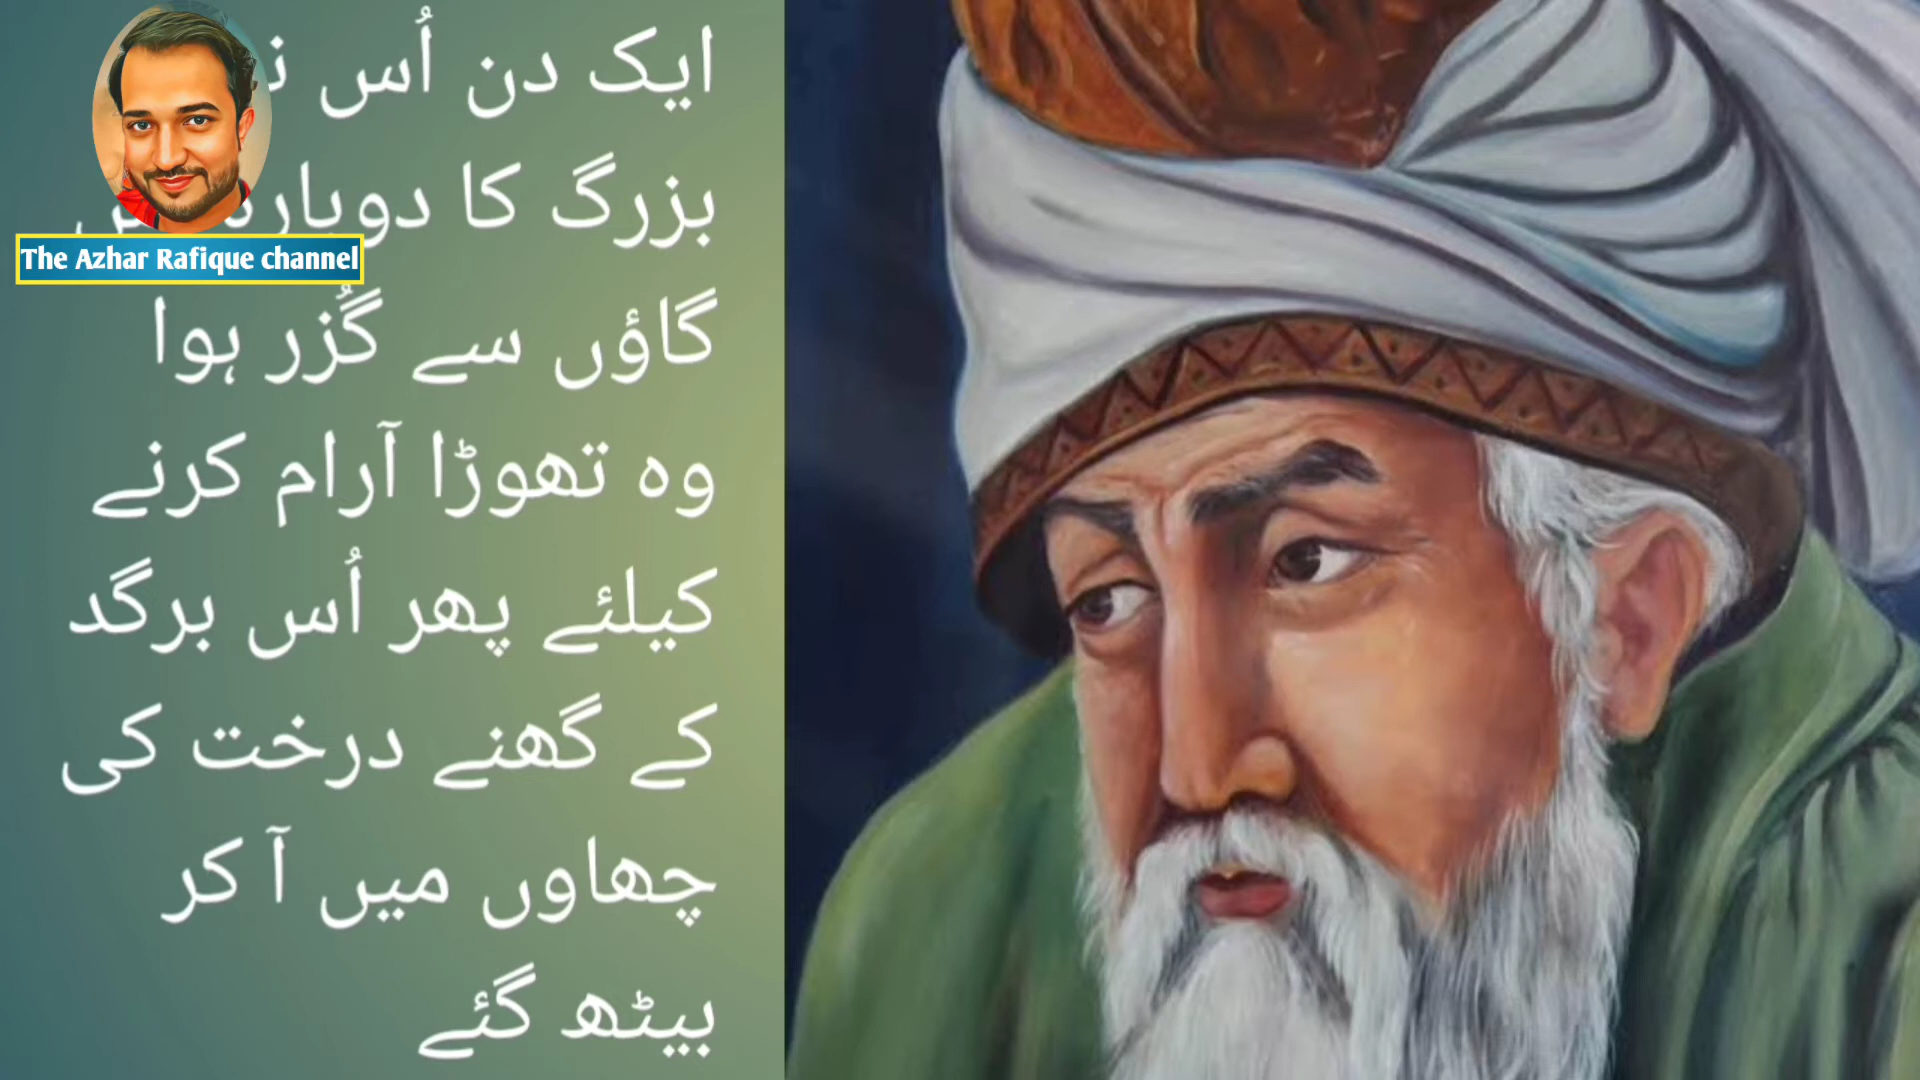 ایک دن اُس
بزرگ کا دوبارہ
گاؤں سے گُزر ہوا
وہ تھوڑا آرام کرنے
کیلئے پھر اُس برگد
کے گھنے درخت کی
چھاوں میں آ کر
بیٹھ گئے
The Azhar Rafique channel